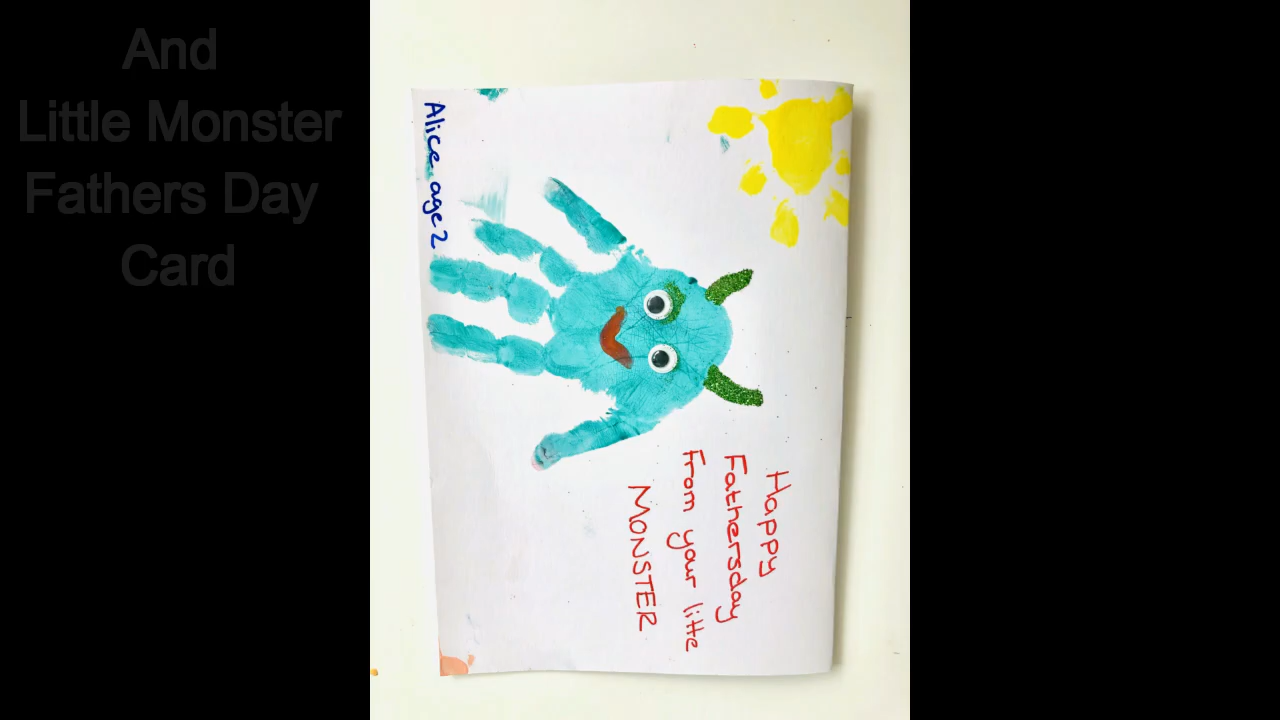 And
Little Monster
Fathers Day
Card
Alice age 2
Happy
Fathersday
From your litte
MONSTER